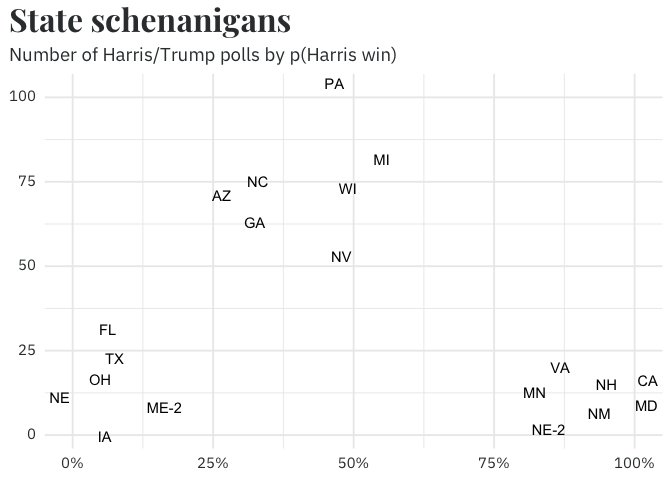 State schenanigans
Number of Harris/Trump polls by p(Harris win)
PA
100
MI
75
NC
WI
AZ
GA
NV
50
FL
25
TX
VA
OH
CA
NH
MN
NE
MD
ME-2
NM
NE-2
0
IA
0%
25%
50%
75%
100%